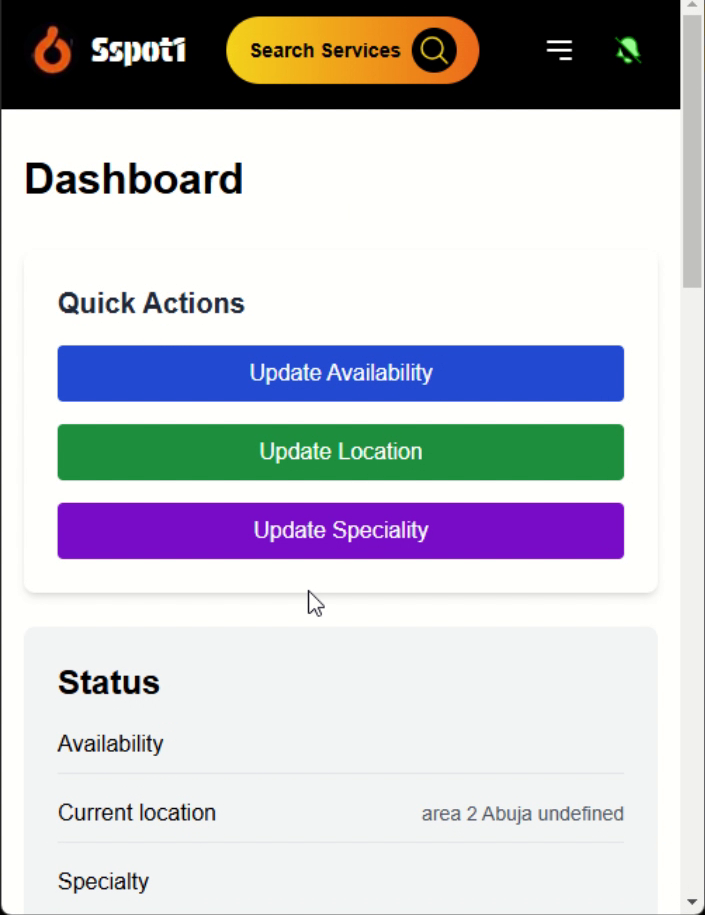 Sspot1
Search Services
Dashboard
Quick Actions
Update Availability
Update Location
Update Speciality
Status
Availability
Current location area 2 Abuja undefined
Specialty